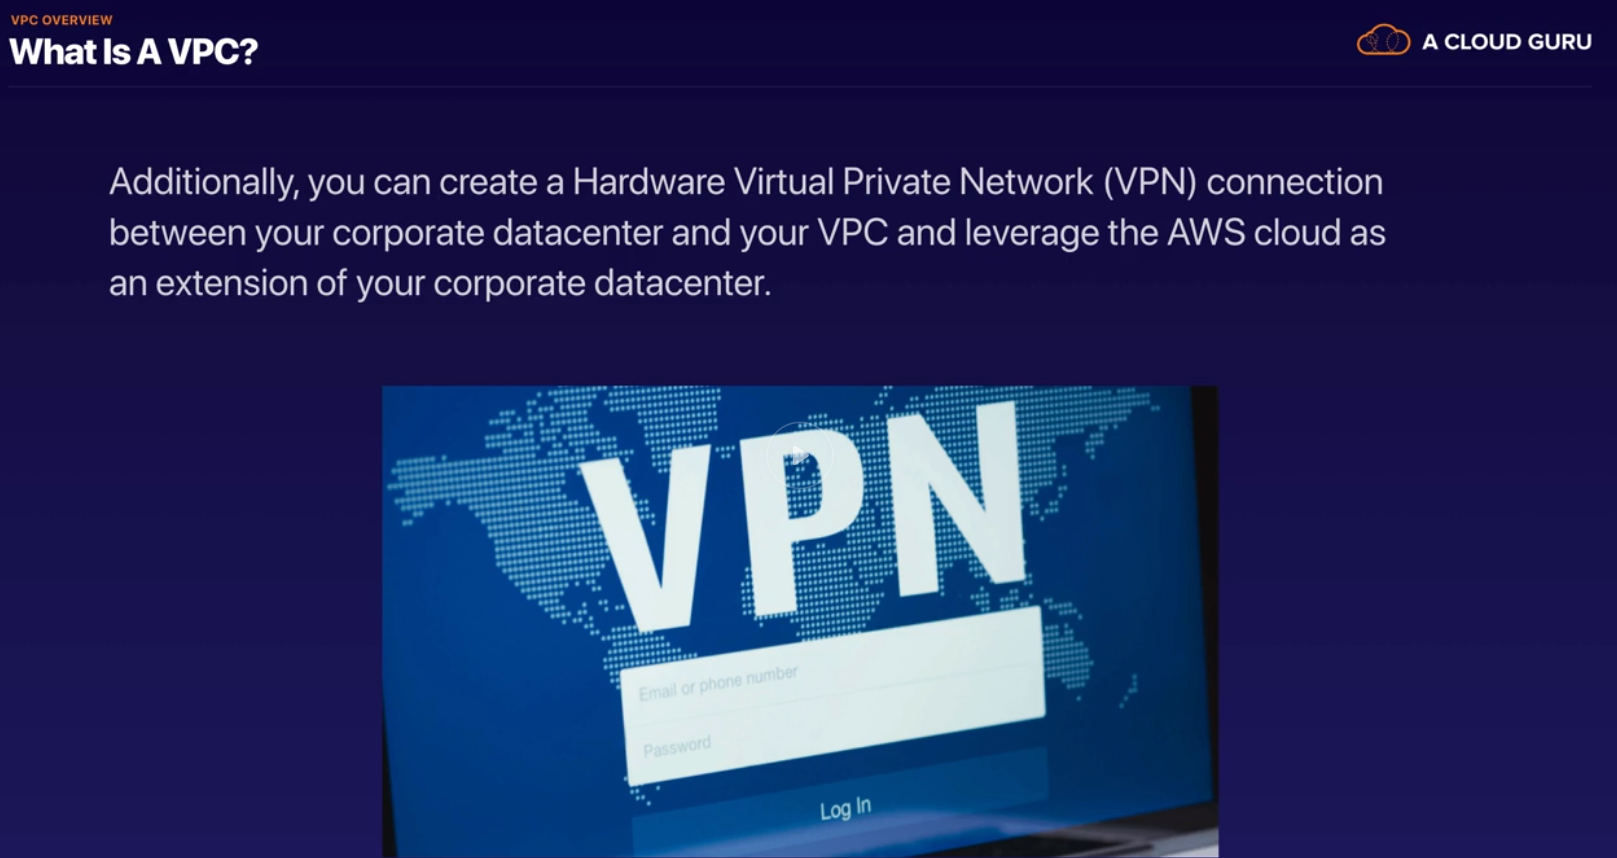 VPC OVERVIEW
What Is A VPC?
A CLOUD GURU
Additionally, you can create a Hardware Virtual Private Network (VPN) connection
between your corporate datacenter and your VPC and leverage the AWS cloud as
an extension of your corporate datacenter.
VPN
Email or phone number
Password
Log In